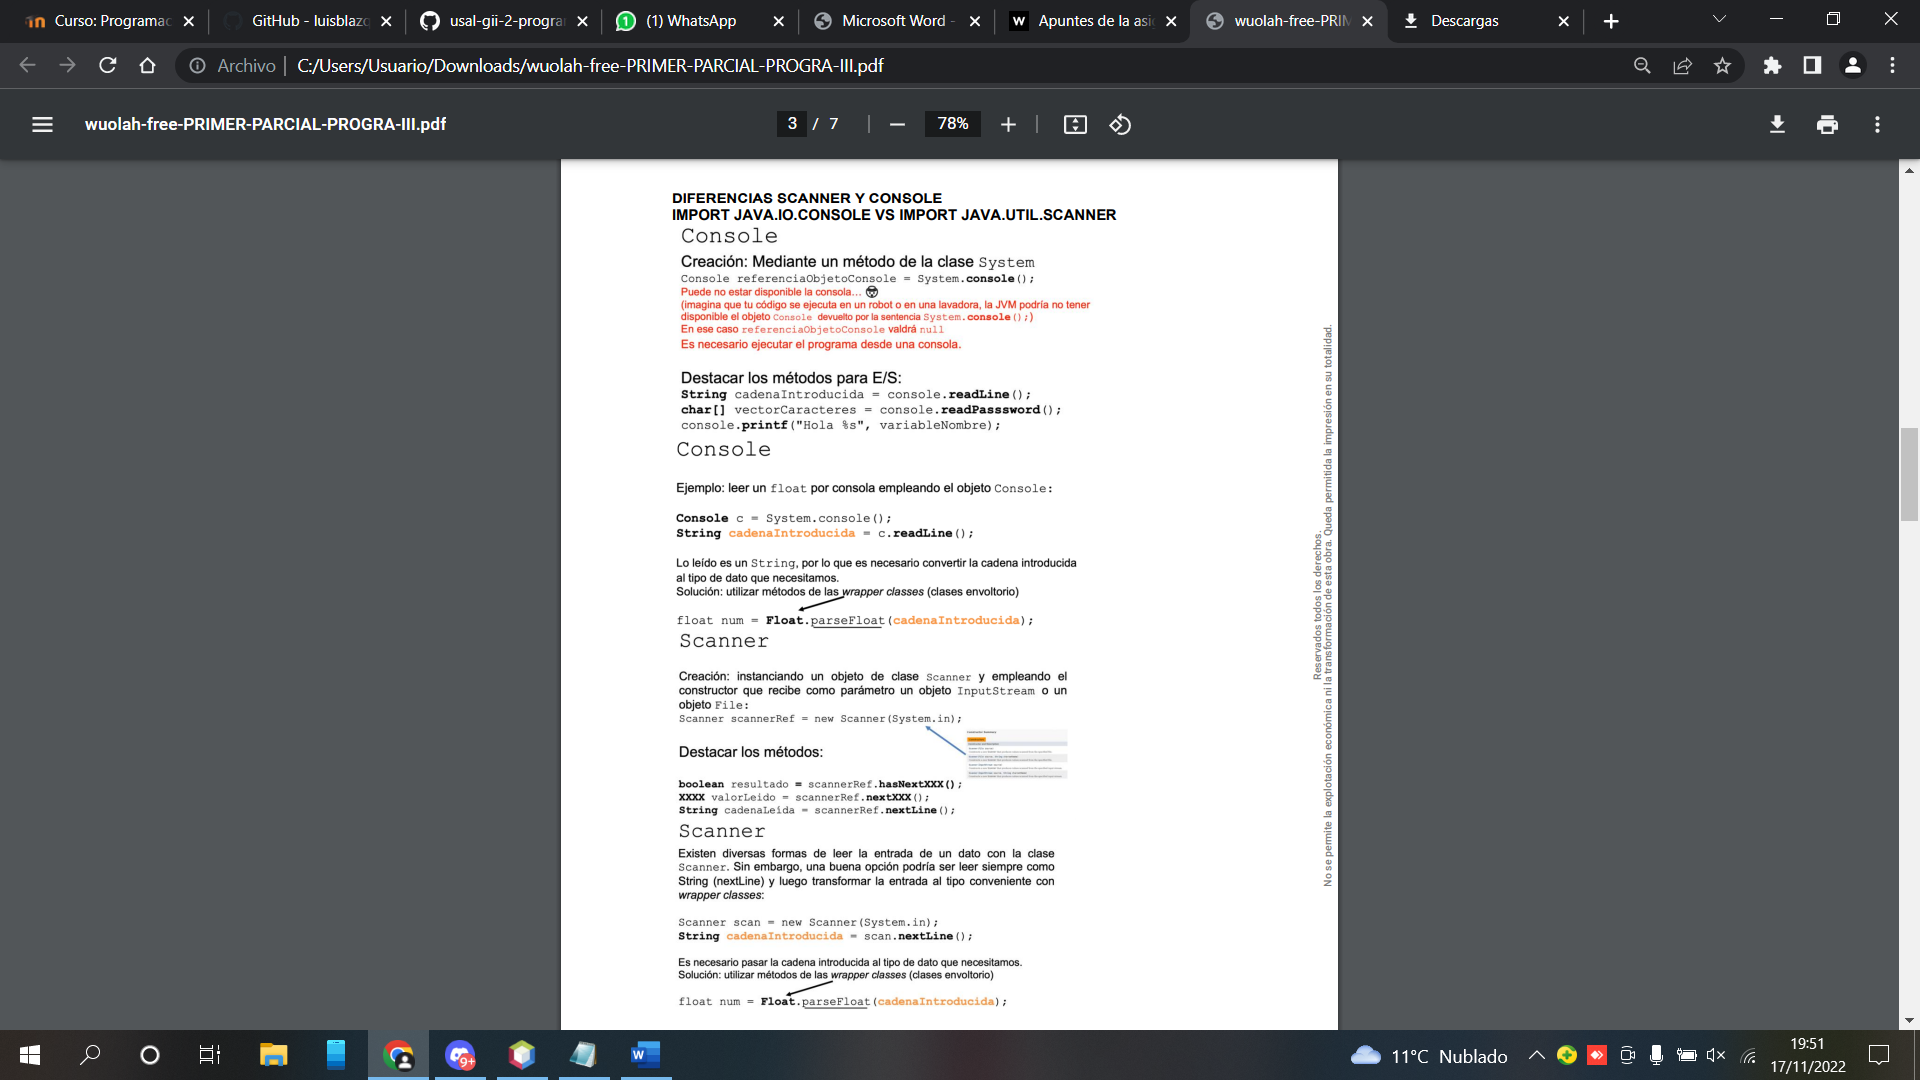 Curso: Programac
GitHub - luisblazq
usal-gii-2-program
(1) WhatsApp
Microsoft Word -
Apuntes de la asi
wuolah-free-PRIM
Descargas
Archivo | C:/Users/Usuario/Downloads/wuolah-free-PRIMER-PARCIAL-PROGRA-III.pdf
wuolah-free-PRIMER-PARCIAL-PROGRA-III.pdf
3 / 7
78%
DIFERENCIAS SCANNER Y CONSOLE
IMPORT JAVA.IO.CONSOLE VS IMPORT JAVA.UTIL.SCANNER
Console
Creación: Mediante un método de la clase System
Console referenciaObjetoConsole = System.console();
Puede no estar disponible la consola...
(imagina que tu código se ejecuta en un robot o en una lavadora, la JVM podría no tener
disponible el objeto Console devuelto por la sentencia System.console();)
En ese caso referenciaObjetoConsole valdrá null
Es necesario ejecutar el programa desde una consola.
Destacar los métodos para E/S:
String cadenaIntroducida = console.readLine();
char[] vectorCaracteres = console.readPasssword();
console.printf("Hola %s", variableNombre);
Console
Ejemplo: leer un float por consola empleando el objeto Console:
Console c = System.console();
String cadenaIntroducida = c.readLine();
Lo leído es un String, por lo que es necesario convertir la cadena introducida
al tipo de dato que necesitamos.
Solución: utilizar métodos de las wrapper classes (clases envoltorio)
float num = Float.parseFloat(cadenaIntroducida);
Scanner
Creación: instanciando un objeto de clase Scanner y empleando el
constructor que recibe como parámetro un objeto InputStream o un
objeto File:
Scanner scannerRef = new Scanner(System.in);
Destacar los métodos:
boolean resultado = scannerRef.hasNextXXX();
XXXX valorLeido = scannerRef.nextXXX();
String cadenaLeida = scannerRef.nextLine();
Scanner
Existen diversas formas de leer la entrada de un dato con la clase
Scanner. Sin embargo, una buena opción podría ser leer siempre como
String (nextLine) y luego transformar la entrada al tipo conveniente con
wrapper classes:
Scanner scan = new Scanner(System.in);
String cadenaIntroducida = scan.nextLine();
Es necesario pasar la cadena introducida al tipo de dato que necesitamos.
Solución: utilizar métodos de las wrapper classes (clases envoltorio)
float num = Float.parseFloat(cadenaIntroducida);
Reservados todos los derechos.
No se permite la explotación económica ni la transformación de esta obra. Queda permitida la impresión en su totalidad.
9+
11°C Nublado
19:51
17/11/2022